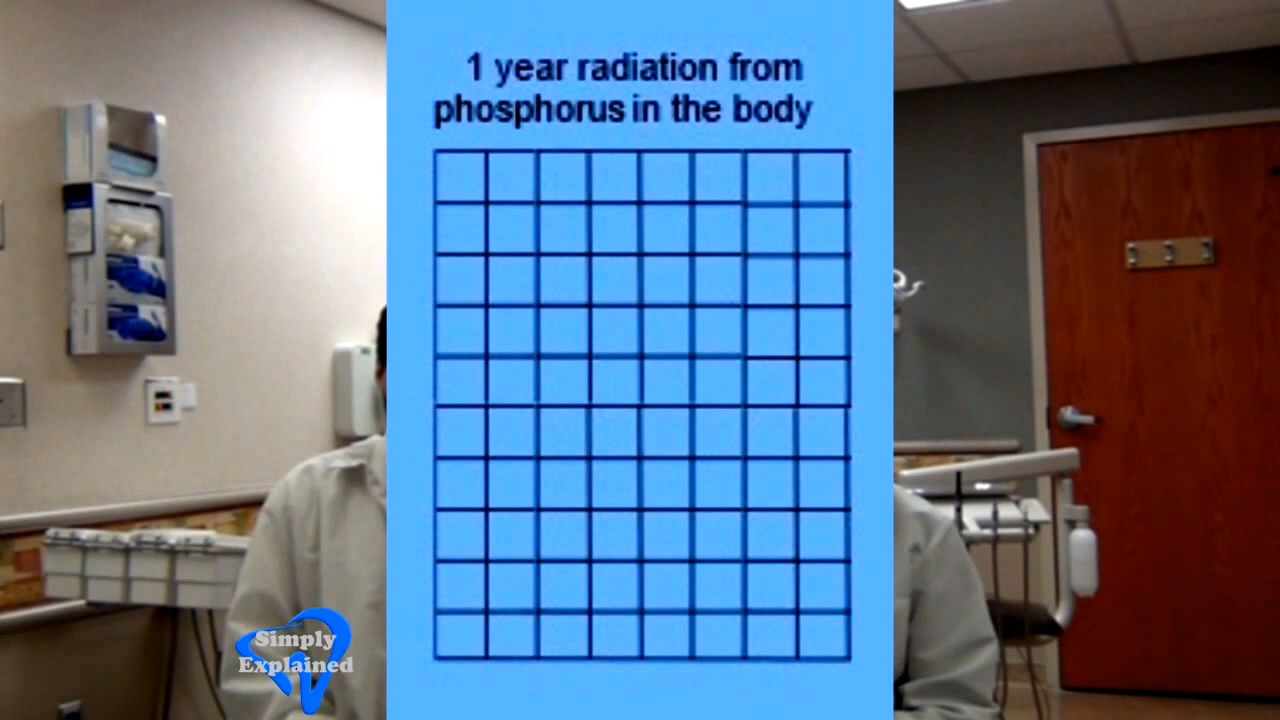 1 year radiation from
phosphorus in the body
Simply
Explained